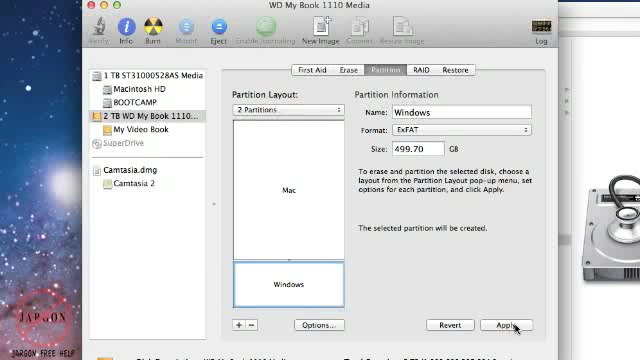 WD My Book 1110 Media
Verify Info Burn Mount Eject Enable Journaling New Image Convert Resize Image Log
First Aid Erase Partition RAID Restore
1 TB ST31000528AS Media
Macintosh HD
BOOTCAMP
2 TB WD My Book 1110...
My Video Book
SuperDrive
Camtasia.dmg
Camtasia 2
Partition Layout:
2 Partitions
Mac
Windows
+ −
Options...
Partition Information
Name: Windows
Format: ExFAT
Size: 499.70 GB
To erase and partition the selected disk, choose a
layout from the Partition Layout pop-up menu, set
options for each partition, and click Apply.
The selected partition will be created.
Revert
Apply
JARGON
JARGON FREE HELP